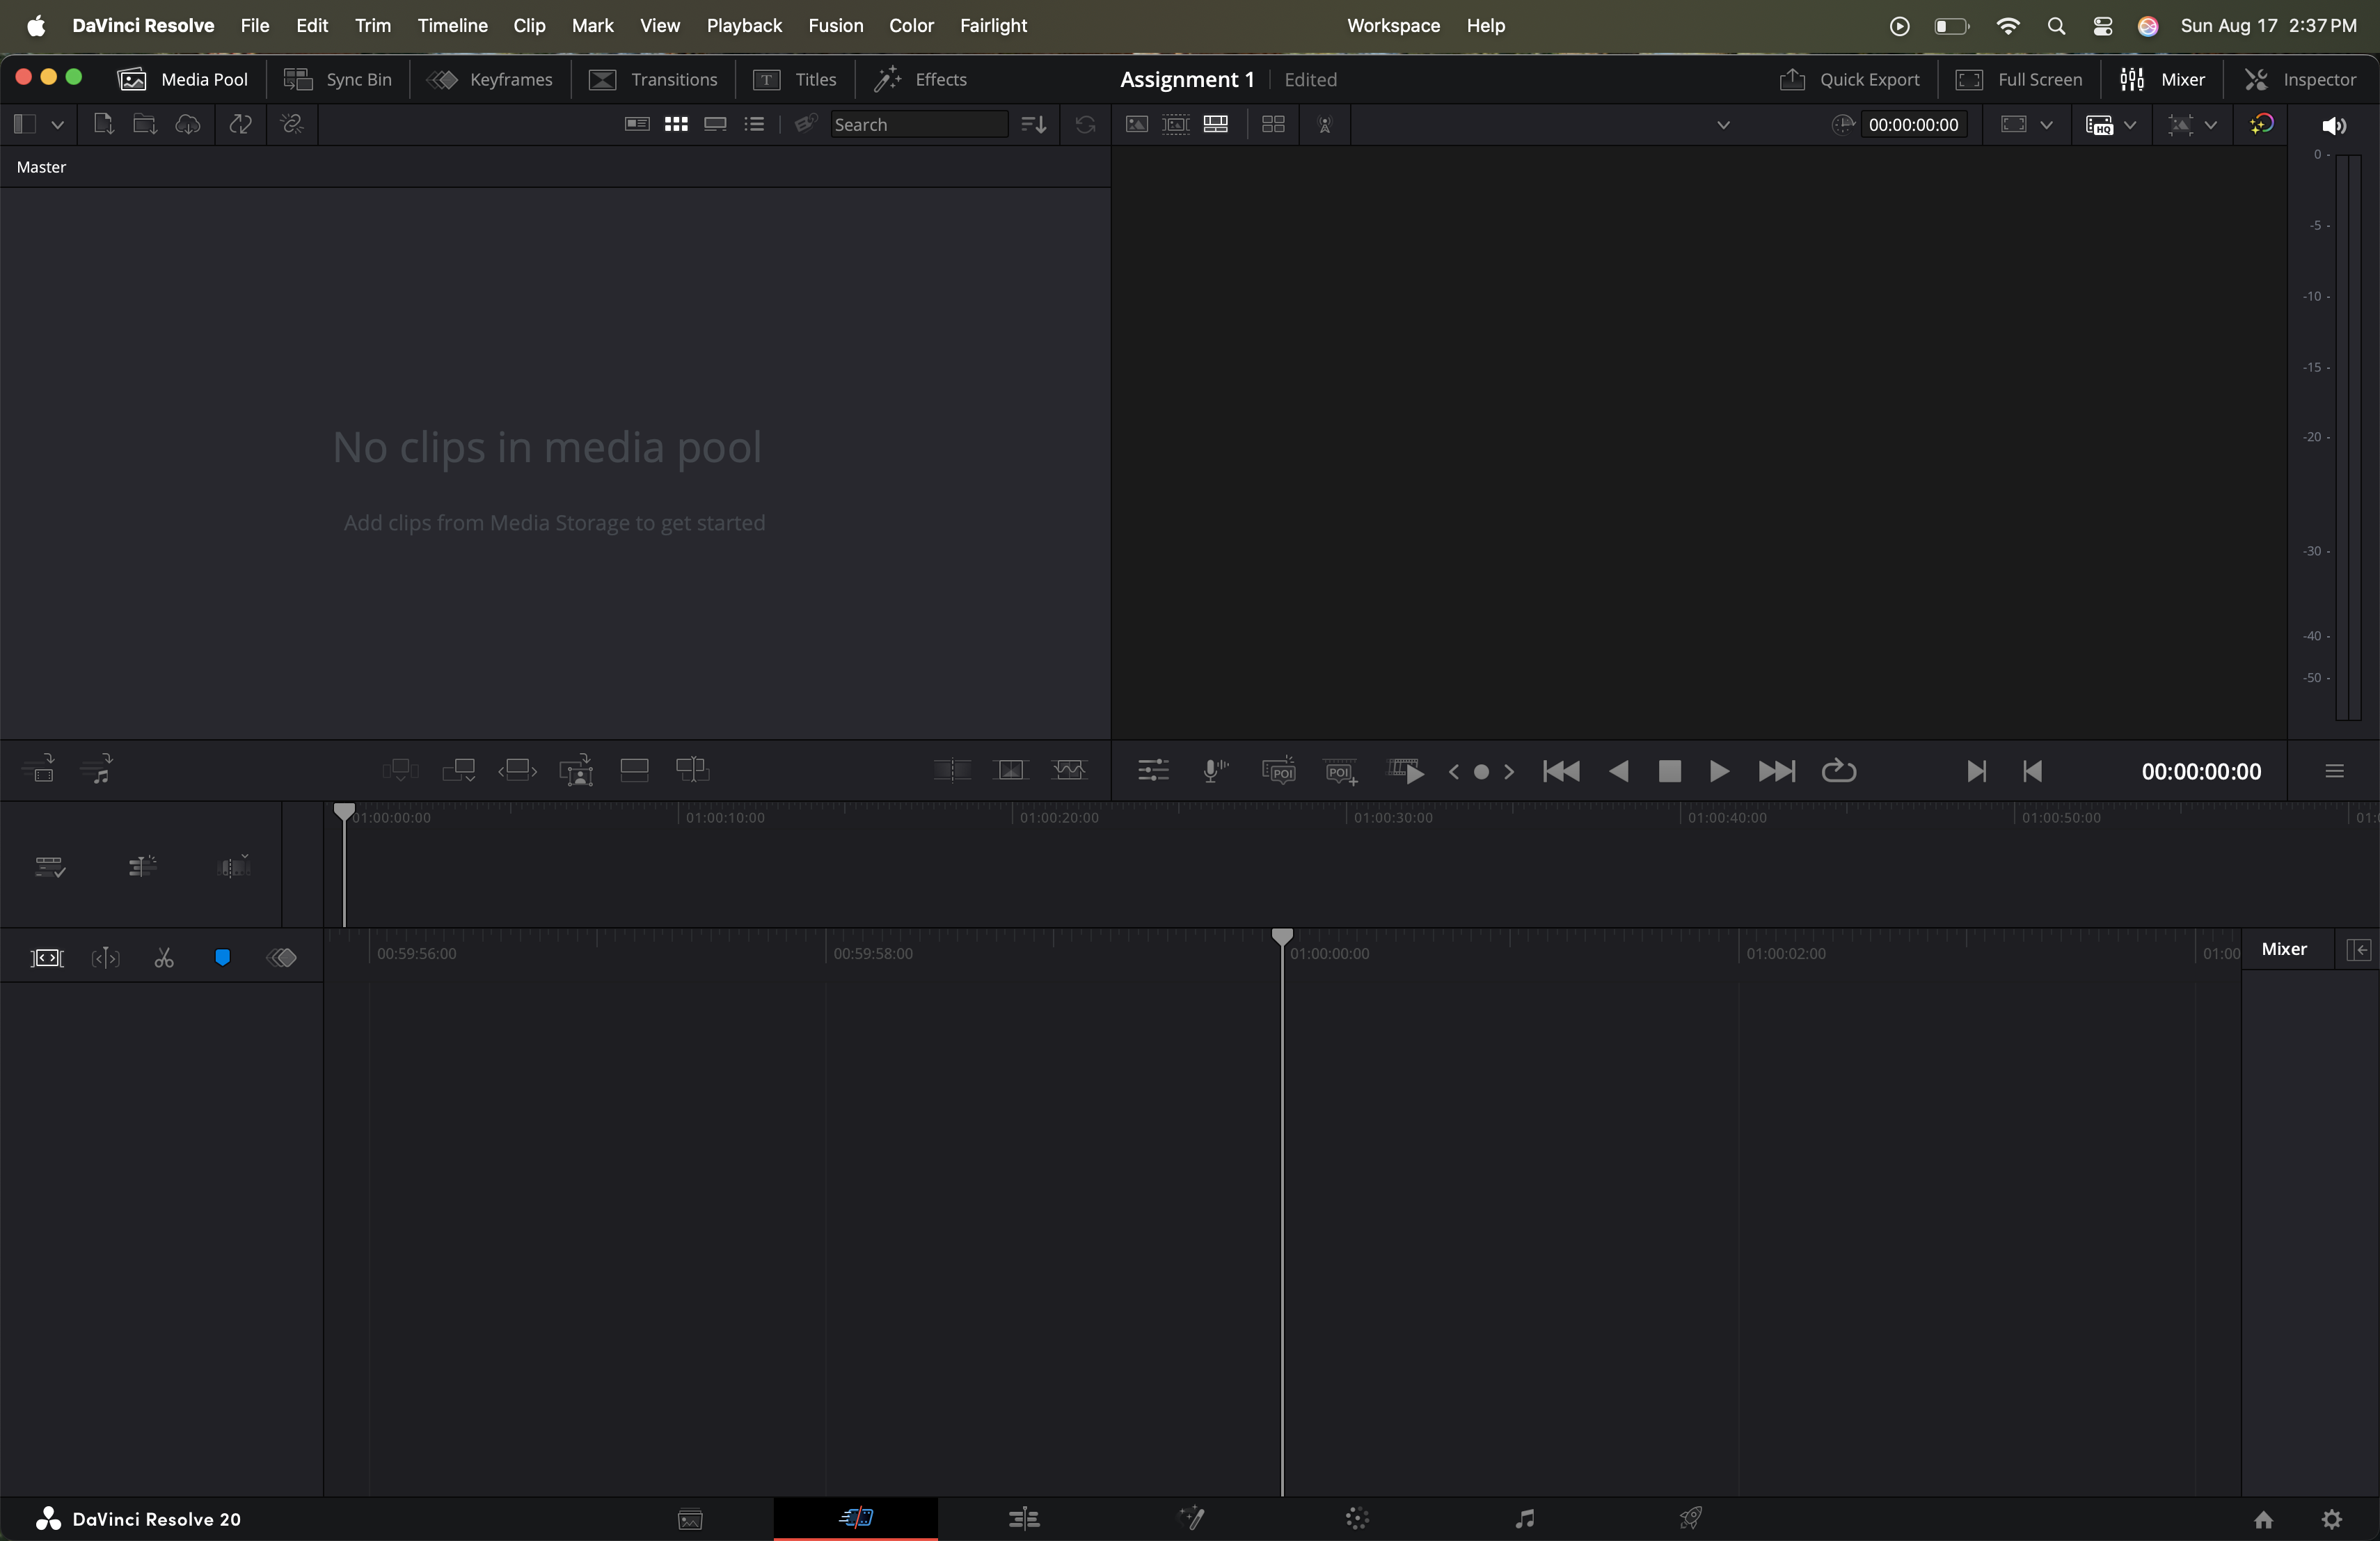 DaVinci Resolve File Edit Trim Timeline Clip Mark View Playback Fusion Color Fairlight Workspace Help Sun Aug 17 2:37 PM
Media Pool Sync Bin Keyframes Transitions Titles Effects Assignment 1 Edited Quick Export Full Screen Mixer Inspector
Search 00:00:00:00 HQ
Master
0
-5
-10
-15
-20
-30
-40
-50
No clips in media pool
Add clips from Media Storage to get started
POI POI 00:00:00:00
01:00:00:00 01:00:10:00 01:00:20:00 01:00:30:00 01:00:40:00 01:00:50:00 01:
00:59:56:00 00:59:58:00 01:00:00:00 01:00:02:00 01:00 Mixer
DaVinci Resolve 20